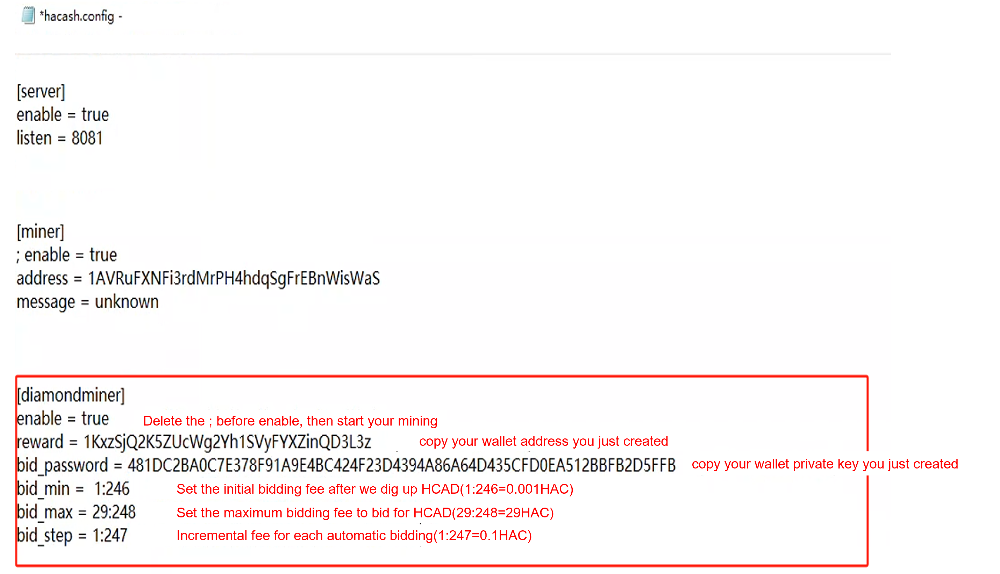 *hacash.config -
[server]
enable = true
listen = 8081
[miner]
; enable = true
address = 1AVRuFXNFi3rdMrPH4hdqSgFrEBnWisWaS
message = unknown
[diamondminer]
enable = true Delete the ; before enable, then start your mining
reward = 1KxzSjQ2K5ZUcWg2Yh1SVyFYXZinQD3L3z copy your wallet address you just created
bid_password = 481DC2BA0C7E378F91A9E4BC424F23D4394A86A64D435CFD0EA512BBFB2D5FFB copy your wallet private key you just created
bid_min = 1:246 Set the initial bidding fee after we dig up HCAD(1:246=0.001HAC)
bid_max = 29:248 Set the maximum bidding fee to bid for HCAD(29:248=29HAC)
bid_step = 1:247 Incremental fee for each automatic bidding(1:247=0.1HAC)